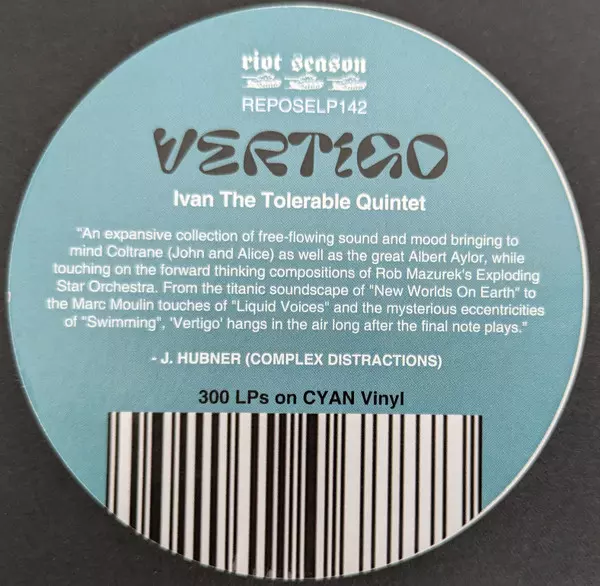 riot season
REPOSELP142
VERTIGO
Ivan The Tolerable Quintet
"An expansive collection of free-flowing sound and mood bringing to
mind Coltrane (John and Alice) as well as the great Albert Aylor, while
touching on the forward thinking compositions of Rob Mazurek's Exploding
Star Orchestra. From the titanic soundscape of "New Worlds On Earth" to
the Marc Moulin touches of "Liquid Voices" and the mysterious eccentricities
of "Swimming", 'Vertigo' hangs in the air long after the final note plays."
- J. HUBNER (COMPLEX DISTRACTIONS)
300 LPs on CYAN Vinyl